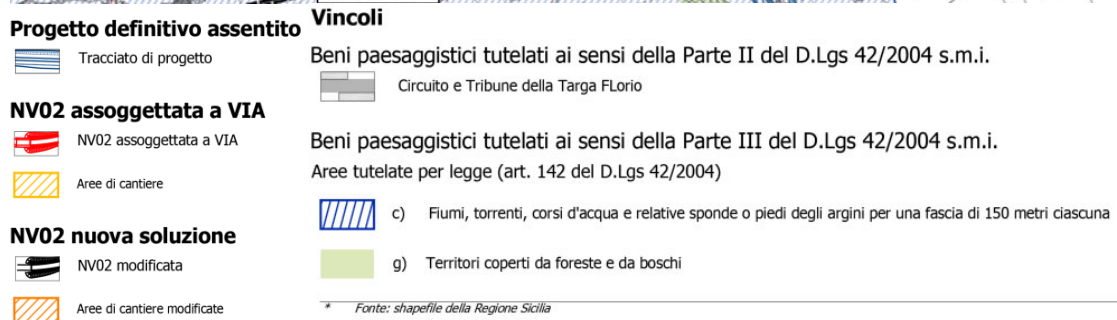 Progetto definitivo assentito
Tracciato di progetto
NV02 assoggettata a VIA
NV02 assoggettata a VIA
Aree di cantiere
NV02 nuova soluzione
NV02 modificata
Aree di cantiere modificate
Vincoli
Beni paesaggistici tutelati ai sensi della Parte II del D.Lgs 42/2004 s.m.i.
Circuito e Tribune della Targa FLorio
Beni paesaggistici tutelati ai sensi della Parte III del D.Lgs 42/2004 s.m.i.
Aree tutelate per legge (art. 142 del D.Lgs 42/2004)
c) Fiumi, torrenti, corsi d'acqua e relative sponde o piedi degli argini per una fascia di 150 metri ciascuna
g) Territori coperti da foreste e da boschi
* Fonte: shapefile della Regione Sicilia